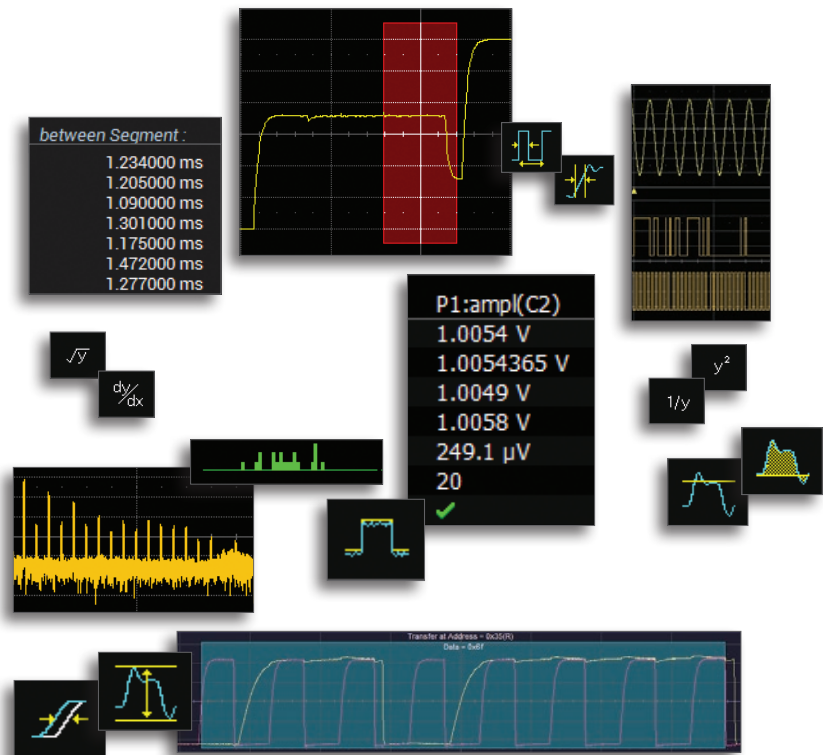 between Segment :
1.234000 ms
1.205000 ms
1.090000 ms
1.301000 ms
1.175000 ms
1.472000 ms
1.277000 ms
P1:ampl(C2)
1.0054 V
1.0054365 V
1.0049 V
1.0058 V
249.1 µV
20
√y
dy/dx
y²
1/y
Transfer at Address = 0x35(R)
Data = 0x6f